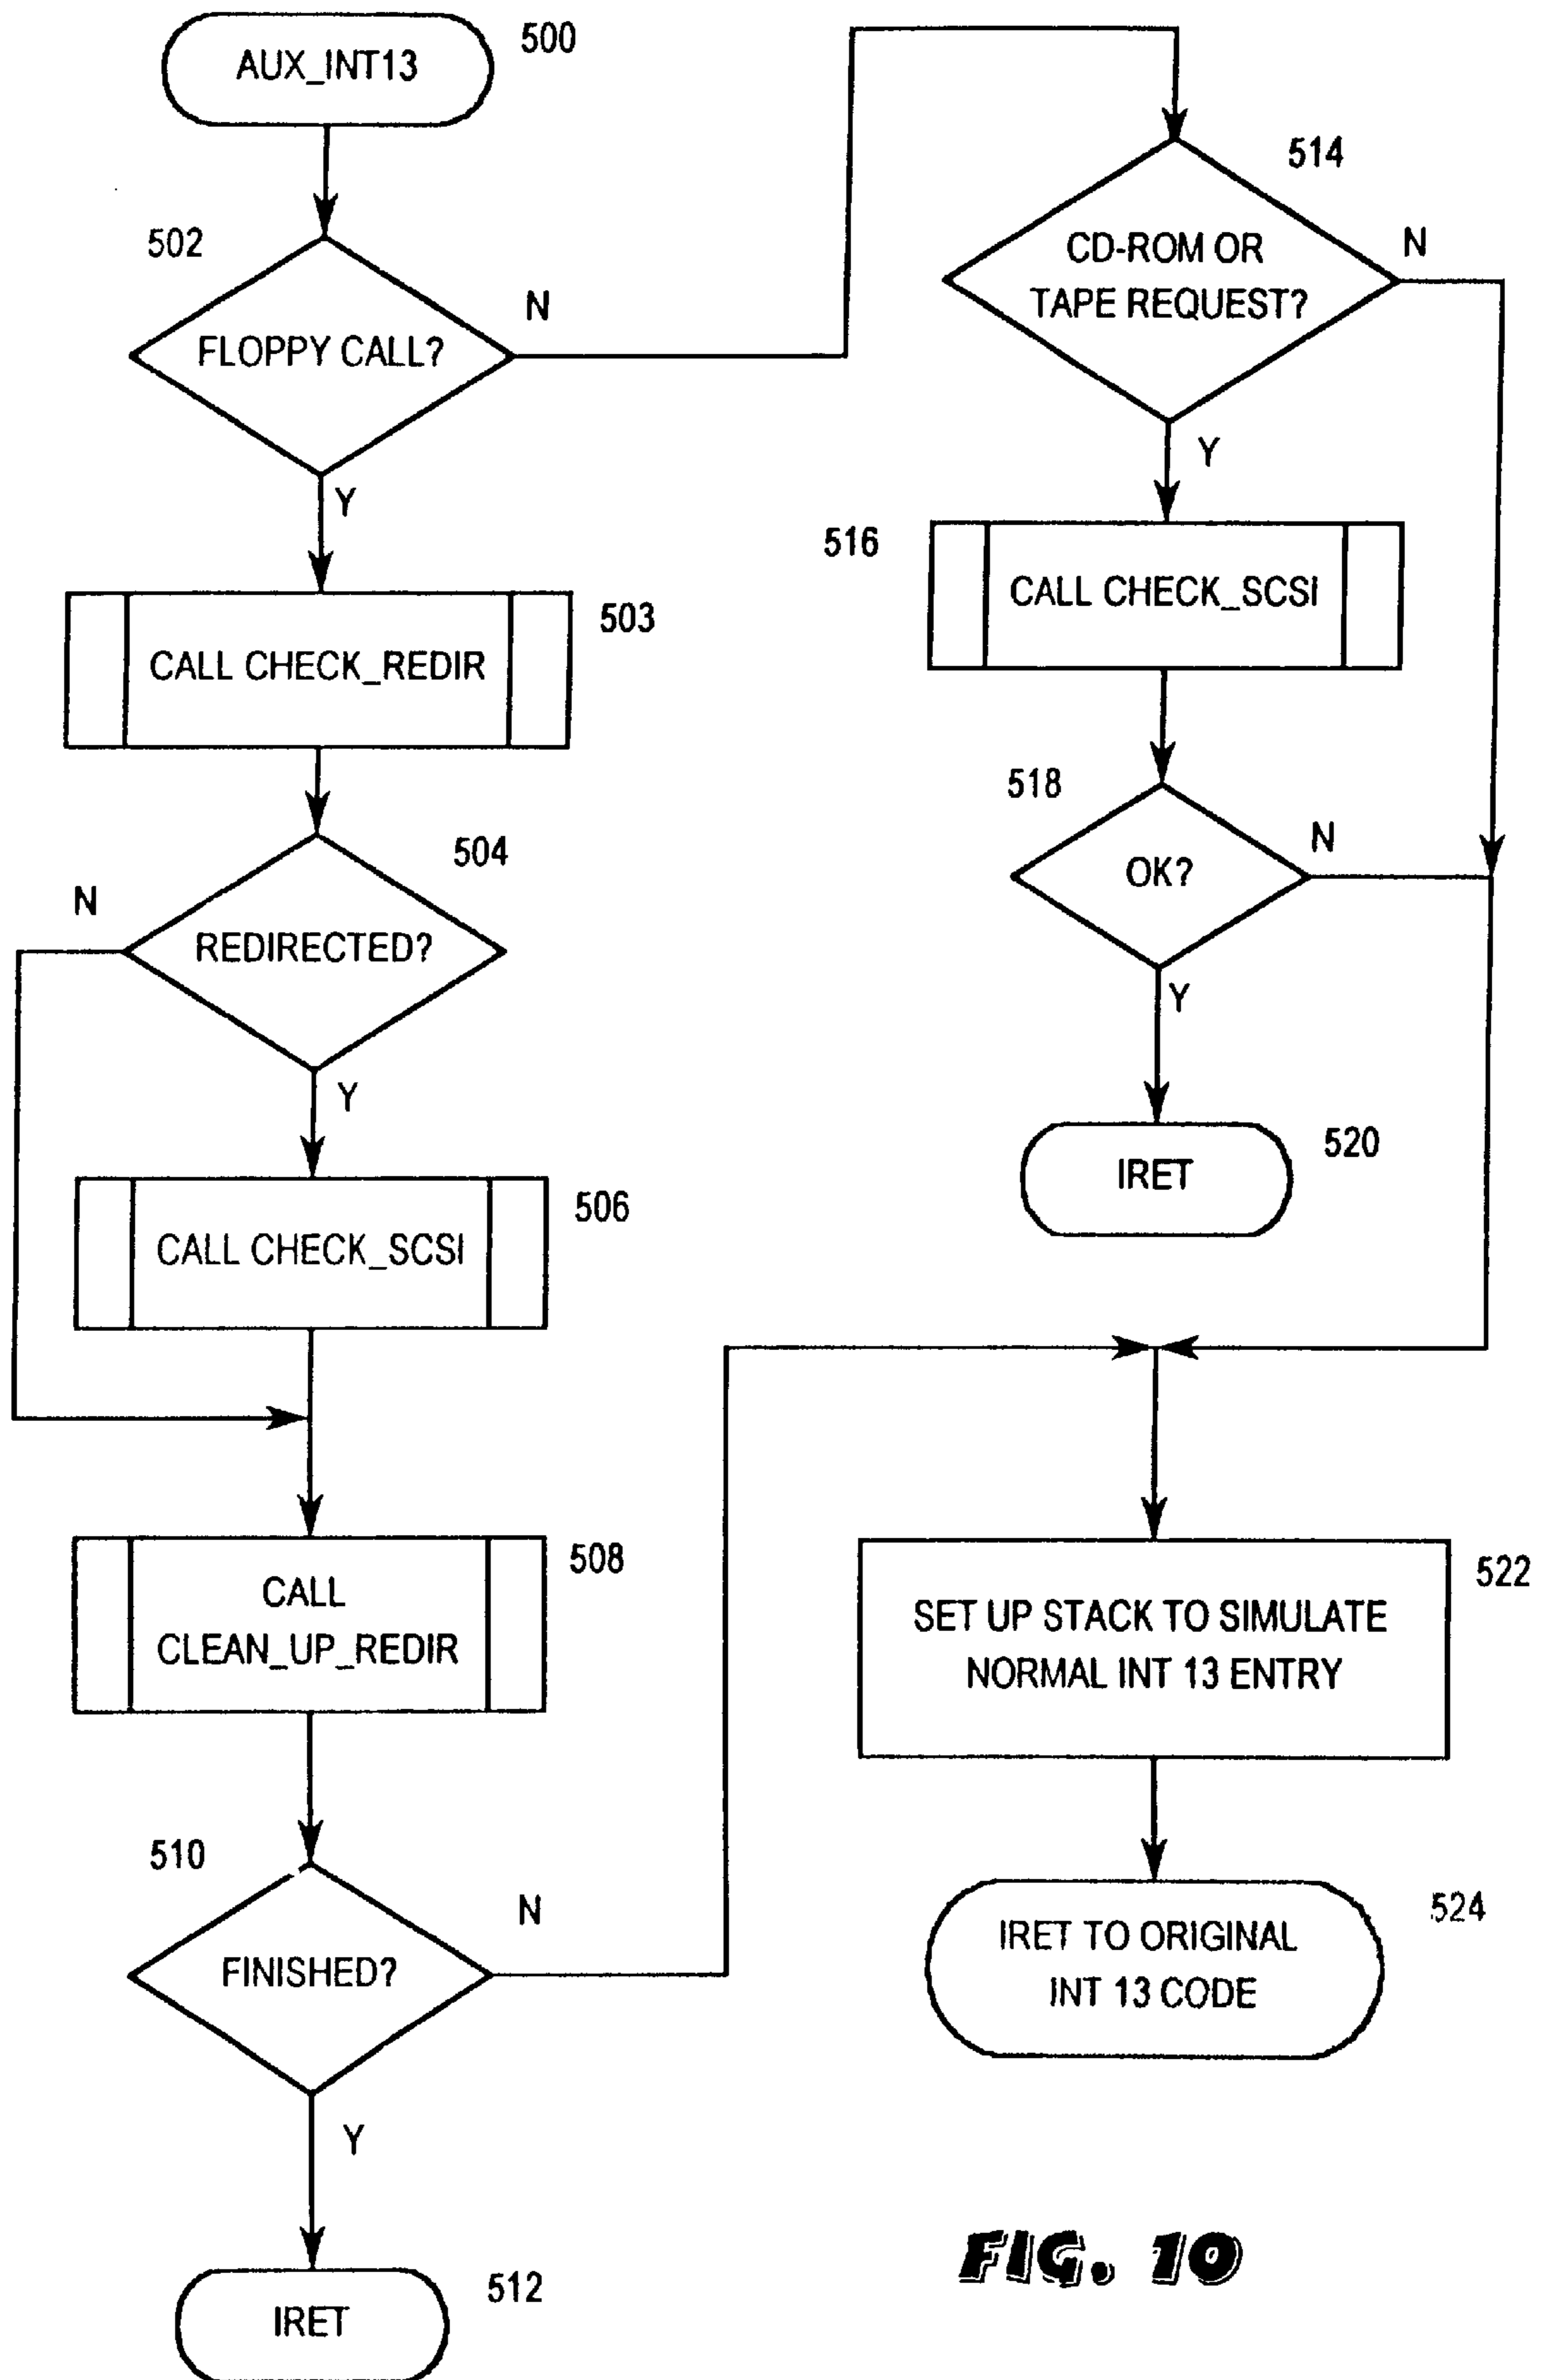 AUX_INT13
500
502
FLOPPY CALL?
N
Y
CALL CHECK_REDIR
503
504
N
REDIRECTED?
Y
CALL CHECK_SCSI
506
CALL
CLEAN_UP_REDIR
508
510
FINISHED?
N
Y
IRET
512
514
CD-ROM OR
TAPE REQUEST?
N
Y
516
CALL CHECK_SCSI
518
OK?
N
Y
IRET
520
SET UP STACK TO SIMULATE
NORMAL INT 13 ENTRY
522
IRET TO ORIGINAL
INT 13 CODE
524
FIG. 10